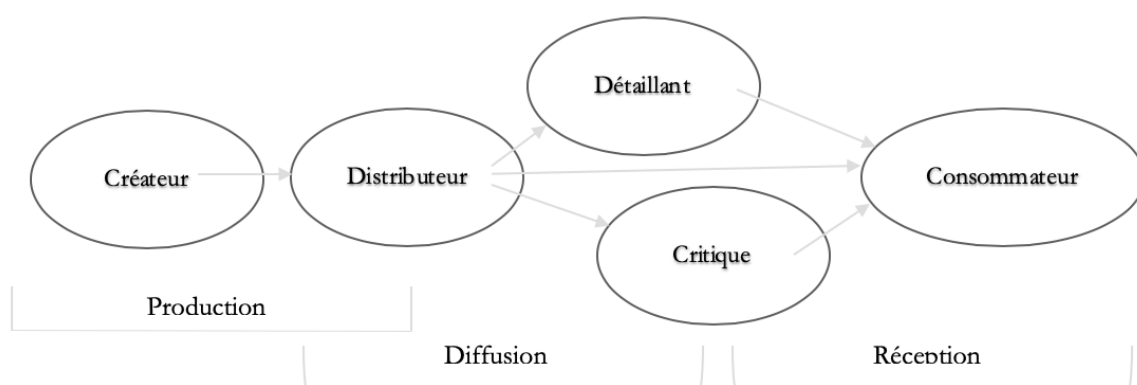 Détaillant
Créateur
Distributeur
Consommateur
Critique
Production
Diffusion
Réception